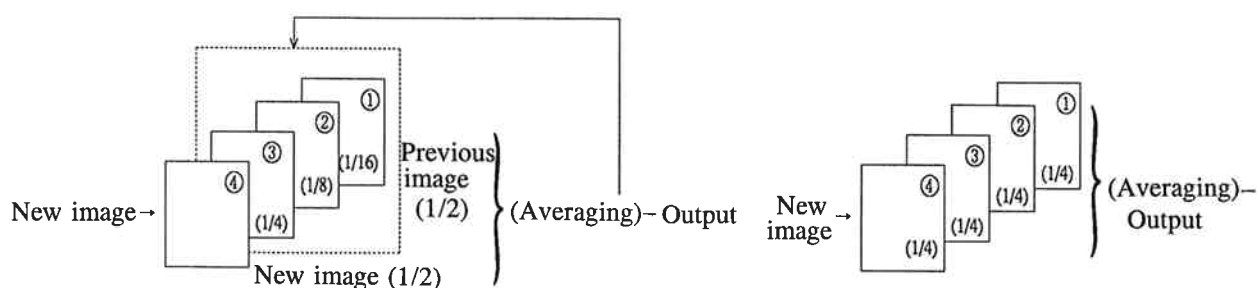 ①
②
③
④
(1/16)
(1/8)
(1/4)
Previous
image
(1/2)
New image→
(Averaging)– Output
New image (1/2)
①
②
③
④
(1/4)
(1/4)
(1/4)
(1/4)
New
image
(Averaging)–
Output